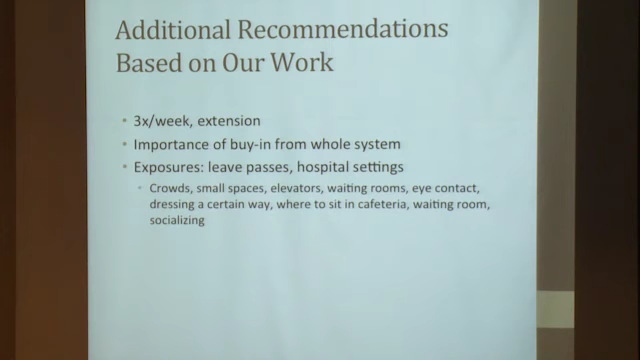 Additional Recommendations
Based on Our Work
• 3x/week, extension
• Importance of buy-in from whole system
• Exposures: leave passes, hospital settings
• Crowds, small spaces, elevators, waiting rooms, eye contact,
dressing a certain way, where to sit in cafeteria, waiting room,
socializing